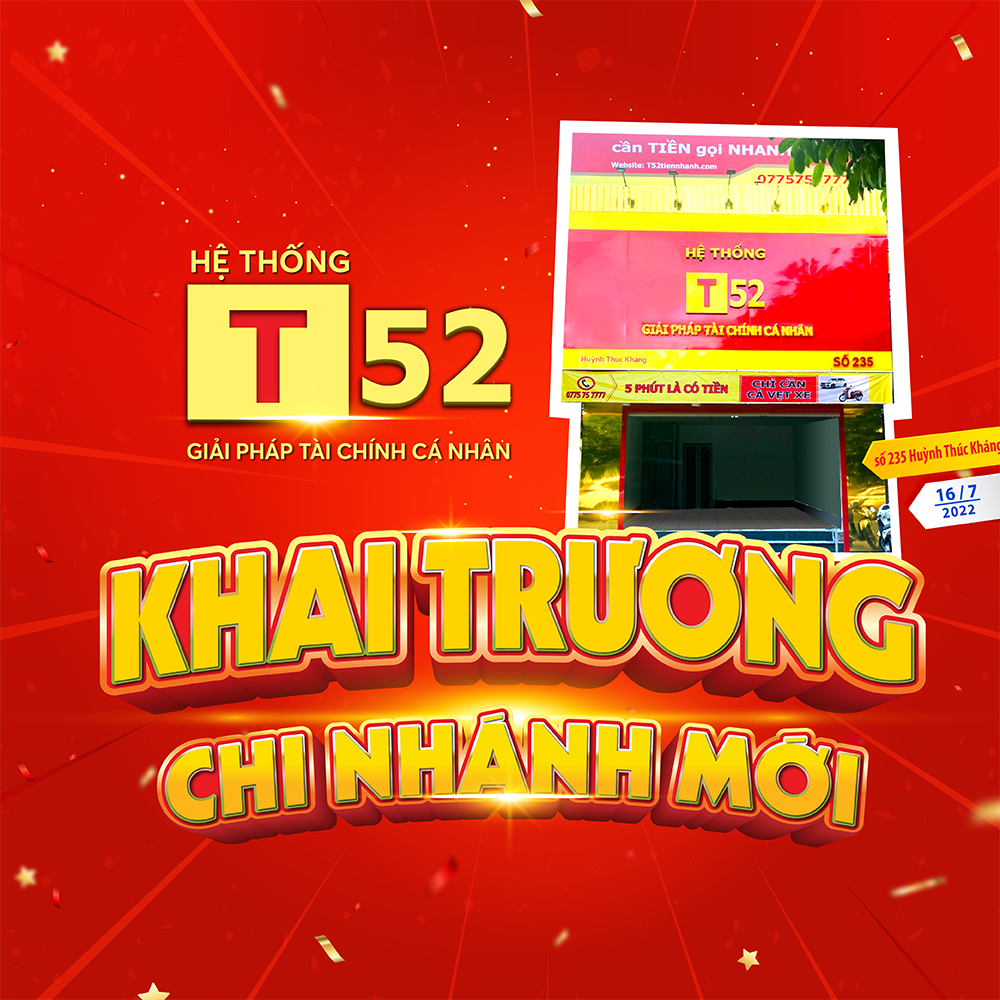 HỆ THỐNG
T52
GIẢI PHÁP TÀI CHÍNH CÁ NHÂN
cần TIỀN gọi NHANH
Website: T52tiennhanh.com
HỆ THỐNG
T52
GIẢI PHÁP TÀI CHÍNH CÁ NHÂN
Huỳnh Thúc Kháng
SỐ 235
0775 75 7777
5 PHÚT LÀ CÓ TIỀN
CHỈ CẦN
CÀ VẸT XE
số 235 Huỳnh Thúc Kháng
16/7
2022
KHAI TRƯƠNG
CHI NHÁNH MỚI